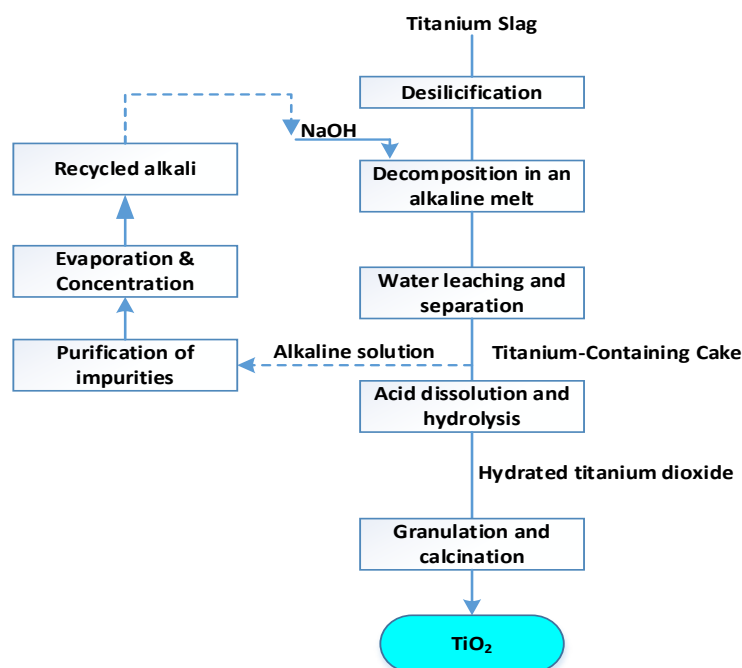 Titanium Slag
Desilicification
NaOH
Recycled alkali
Decomposition in an
alkaline melt
Evaporation &
Concentration
Water leaching and
separation
Purification of
impurities
Alkaline solution
Titanium-Containing Cake
Acid dissolution and
hydrolysis
Hydrated titanium dioxide
Granulation and
calcination
TiO₂